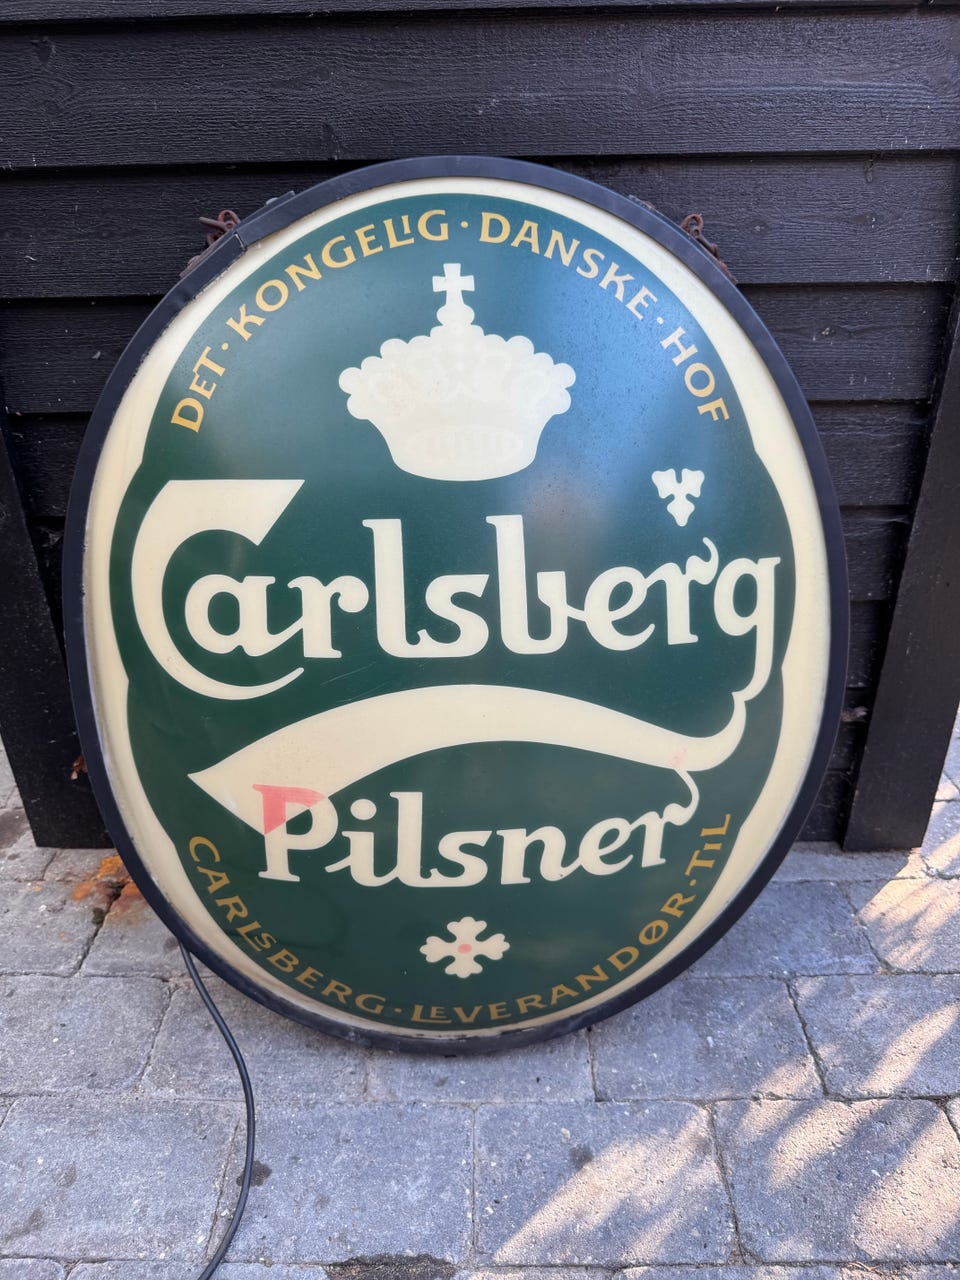 DET · KONGELIG · DANSKE · HOF
Carlsberg
Pilsner
CARLSBERG · LEVERANDØR · TIL